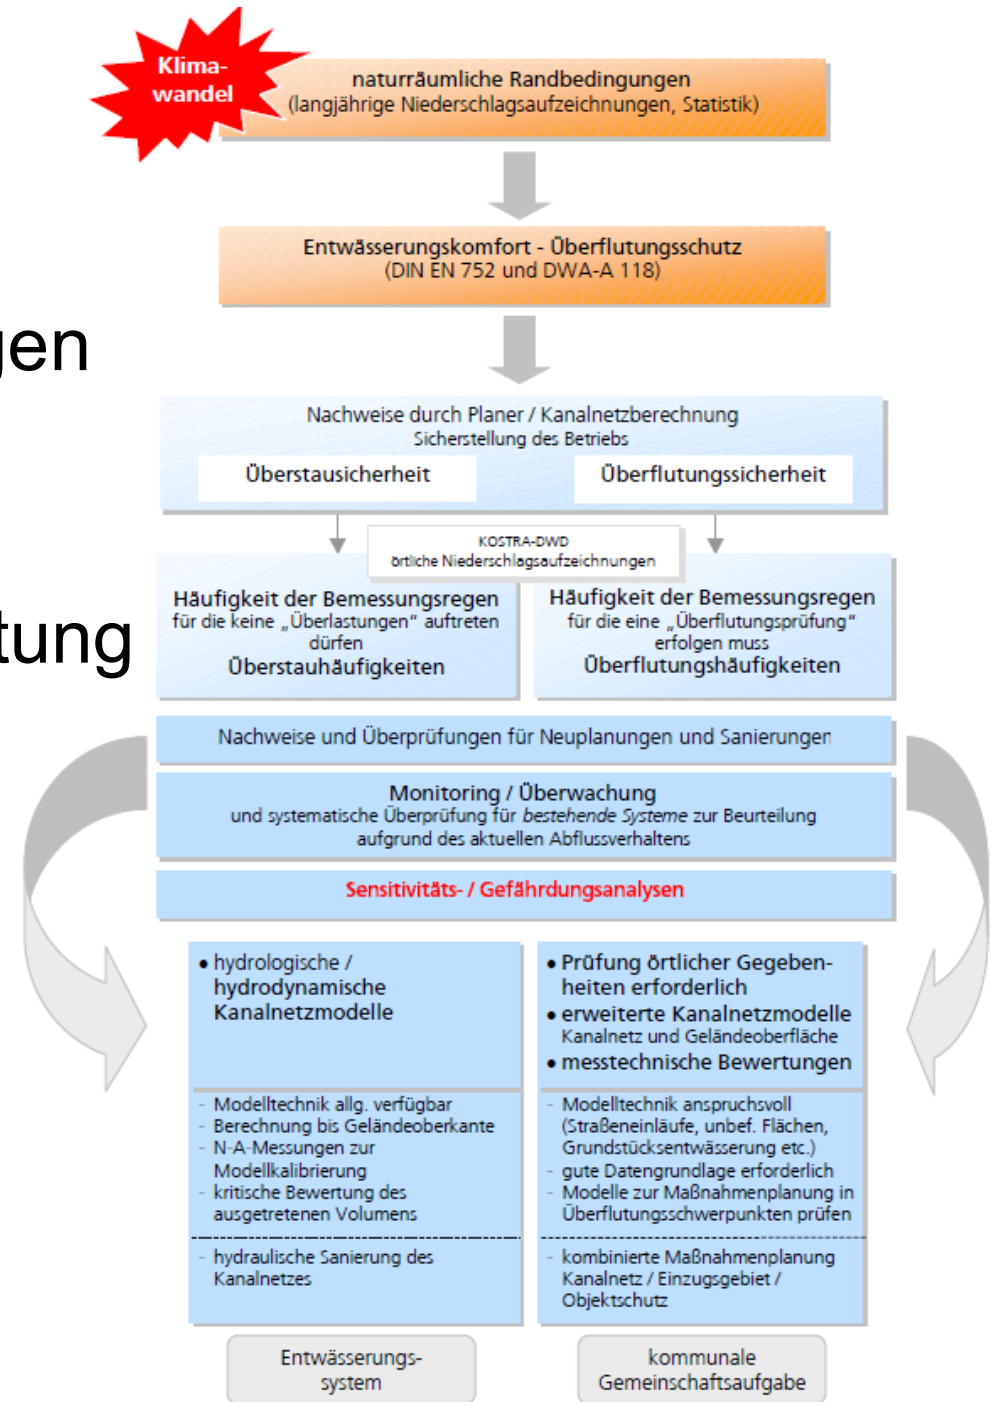 Klima-
wandel
naturräumliche Randbedingungen
(langjährige Niederschlagsaufzeichnungen, Statistik)
Entwässerungskomfort - Überflutungsschutz
(DIN EN 752 und DWA-A 118)
gen
Nachweise durch Planer / Kanalnetzberechnung
Sicherstellung des Betriebs
Überstausicherheit
Überflutungssicherheit
KOSTRA-DWD
örtliche Niederschlagsaufzeichnungen
Häufigkeit der Bemessungsregen
für die keine „Überlastungen" auftreten
dürfen
Überstauhäufigkeiten
Häufigkeit der Bemessungsregen
für die eine „Überflutungsprüfung"
erfolgen muss
Überflutungshäufigkeiten
tung
Nachweise und Überprüfungen für Neuplanungen und Sanierungen
Monitoring / Überwachung
und systematische Überprüfung für bestehende Systeme zur Beurteilung
aufgrund des aktuellen Abflussverhaltens
Sensitivitäts- / Gefährdungsanalysen
• hydrologische /
hydrodynamische
Kanalnetzmodelle
- Modelltechnik allg. verfügbar
- Berechnung bis Geländeoberkante
- N-A-Messungen zur
Modellkalibrierung
- kritische Bewertung des
ausgetretenen Volumens
- hydraulische Sanierung des
Kanalnetzes
• Prüfung örtlicher Gegeben-
heiten erforderlich
• erweiterte Kanalnetzmodelle
Kanalnetz und Geländeoberfläche
• messtechnische Bewertungen
- Modelltechnik anspruchsvoll
(Straßeneinläufe, unbef. Flächen,
Grundstücksentwässerung etc.)
- gute Datengrundlage erforderlich
- Modelle zur Maßnahmenplanung in
Überflutungsschwerpunkten prüfen
- kombinierte Maßnahmenplanung
Kanalnetz / Einzugsgebiet /
Objektschutz
Entwässerungs-
system
kommunale
Gemeinschaftsaufgabe